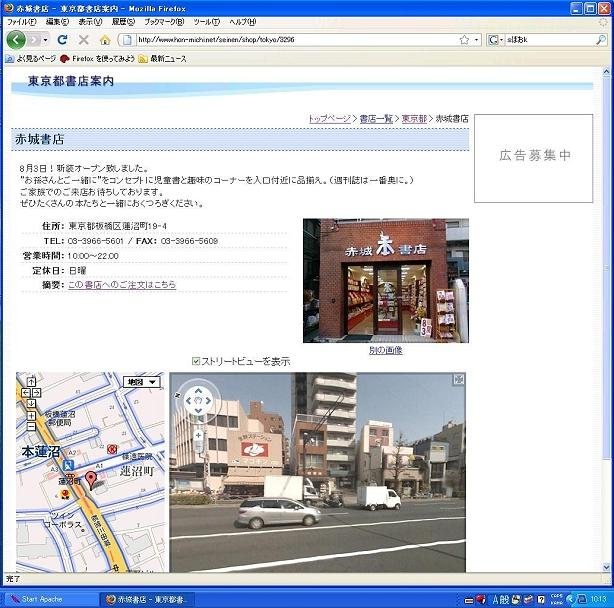 赤城書店 - 東京都書店案内 - Mozilla Firefox
ファイル(F) 編集(E) 表示(V) 履歴(S) ブックマーク(B) ツール(T) ヘルプ(H)
http://www.hon-michi.net/seinen/shop/tokyo/3296
よく見るページ Firefox を使ってみよう 最新ニュース
東京都書店案内
トップページ > 書店一覧 > 東京都 > 赤城書店
赤城書店
広告募集中
8月3日！新装オープン致しました。
"お孫さんとご一緒に"をコンセプトに児童書と趣味のコーナーを入口付近に品揃え。（週刊誌は一番奥に。）
ご家族でのご来店お待ちしております。
ぜひたくさんの本たちと一緒におくつろぎください。
住所： 東京都板橋区蓮沼町19-4
TEL： 03-3966-5601 / FAX： 03-3966-5609
営業時間： 10:00～22:00
定休日： 日曜
摘要： この書店へのご注文はこちら
赤城 本 書店
別の画像
ストリートビューを表示
地図
板橋蓮沼
郵便局
本蓮沼
A1
A3
蓮沼町
蓮沼町
ツイン
コーポラス
完了
Start Apache
赤城書店 - 東京都書...
A般
CAPS
KANA
10:13